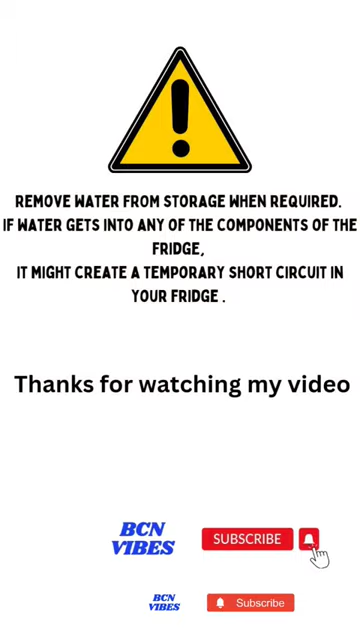 REMOVE WATER FROM STORAGE WHEN REQUIRED.
IF WATER GETS INTO ANY OF THE COMPONENTS OF THE
FRIDGE,
IT MIGHT CREATE A TEMPORARY SHORT CIRCUIT IN
YOUR FRIDGE .
Thanks for watching my video
BCN
VIBES
SUBSCRIBE
BCN
VIBES
Subscribe